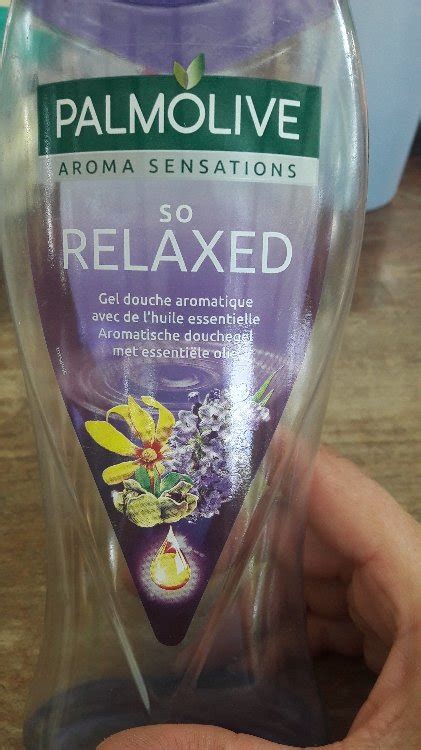 PALMOLIVE
AROMA SENSATIONS
SO
RELAXED
Gel douche aromatique
avec de l'huile essentielle
Aromatische douchegel
met essentiële olie